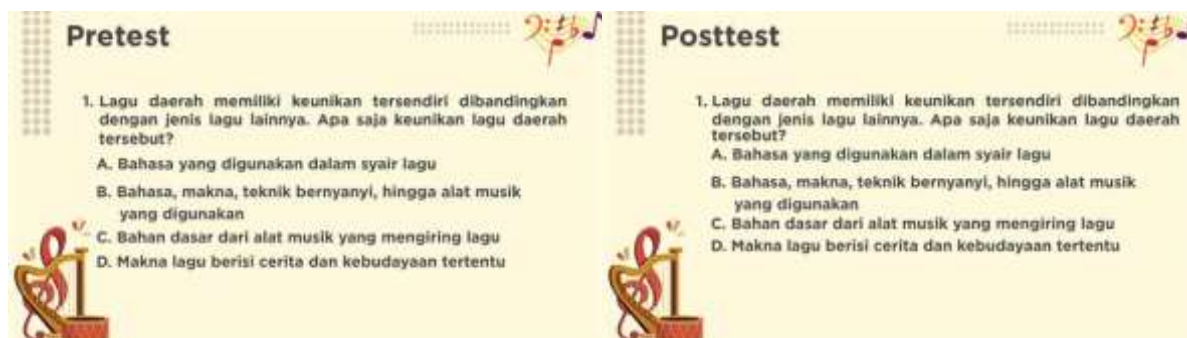 Pretest
1. Lagu daerah memiliki keunikan tersendiri dibandingkan
dengan jenis lagu lainnya. Apa saja keunikan lagu daerah
tersebut?
A. Bahasa yang digunakan dalam syair lagu
B. Bahasa, makna, teknik bernyanyi, hingga alat musik
yang digunakan
C. Bahan dasar dari alat musik yang mengiring lagu
D. Makna lagu berisi cerita dan kebudayaan tertentu
Posttest
1. Lagu daerah memiliki keunikan tersendiri dibandingkan
dengan jenis lagu lainnya. Apa saja keunikan lagu daerah
tersebut?
A. Bahasa yang digunakan dalam syair lagu
B. Bahasa, makna, teknik bernyanyi, hingga alat musik
yang digunakan
C. Bahan dasar dari alat musik yang mengiring lagu
D. Makna lagu berisi cerita dan kebudayaan tertentu